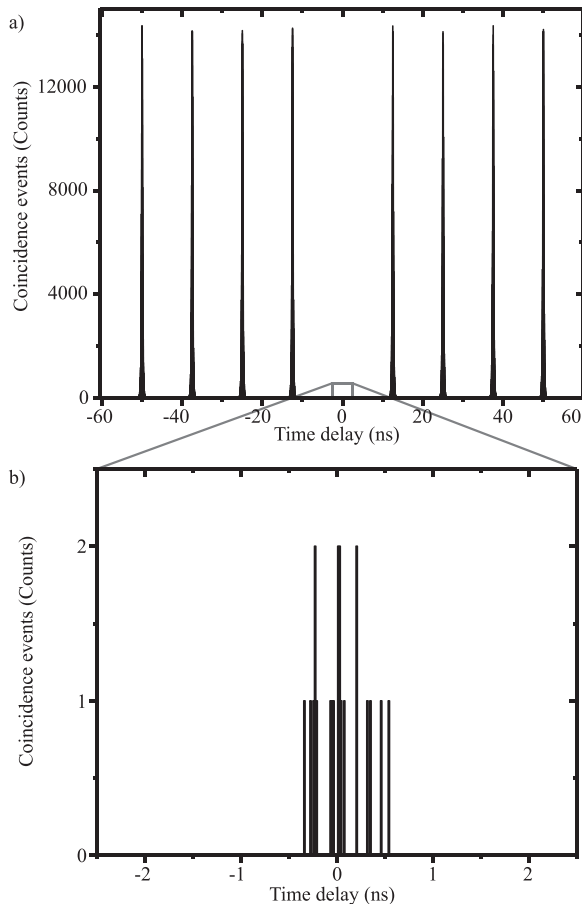 a)
Coincidence events (Counts)
12000
8000
4000
0
-60 -40 -20 0 20 40 60
Time delay (ns)
b)
Coincidence events (Counts)
2
1
0
-2 -1 0 1 2
Time delay (ns)